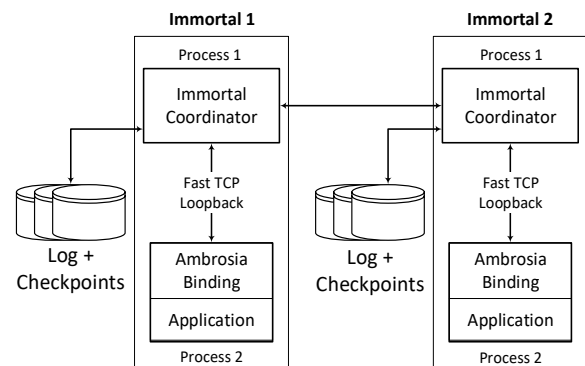 Immortal 1
Process 1
Immortal
Coordinator
Fast TCP
Loopback
Log +
Checkpoints
Ambrosia
Binding
Application
Process 2
Immortal 2
Process 1
Immortal
Coordinator
Fast TCP
Loopback
Log +
Checkpoints
Ambrosia
Binding
Application
Process 2